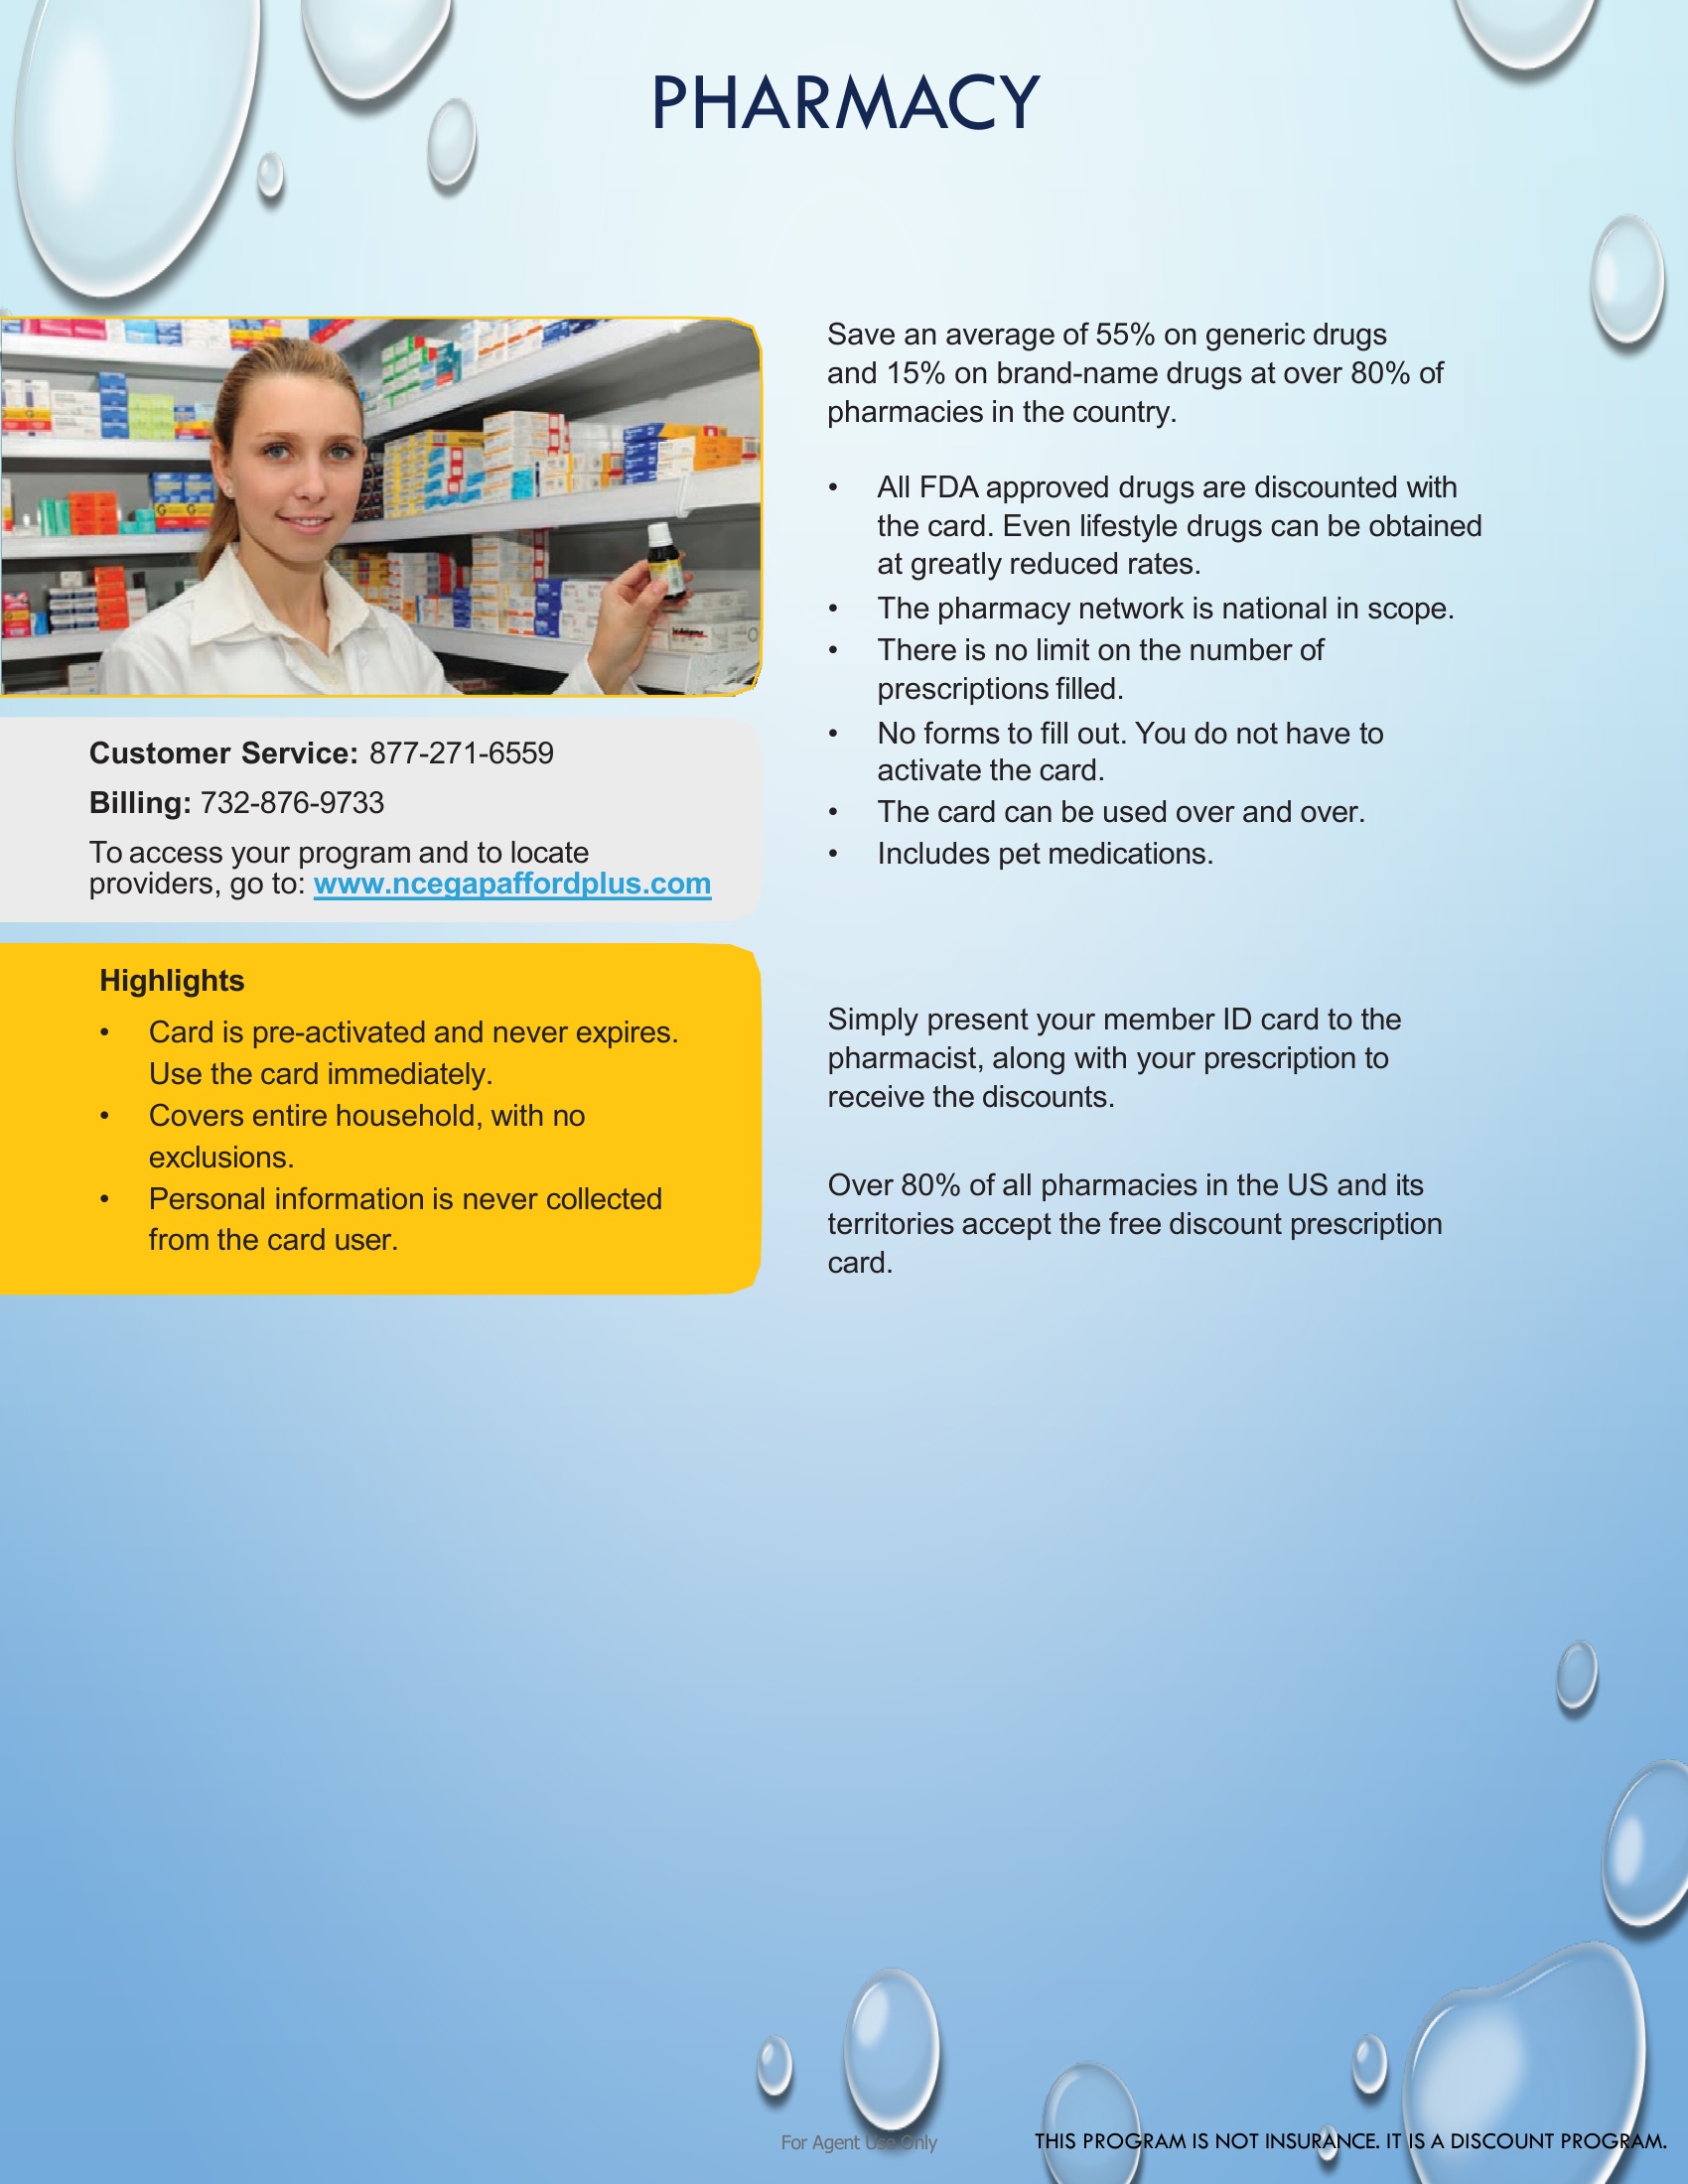 PHARMACY
Save an average of 55% on generic drugs
and 15% on brand-name drugs at over 80% of
pharmacies in the country.
• All FDA approved drugs are discounted with
the card. Even lifestyle drugs can be obtained
at greatly reduced rates.
• The pharmacy network is national in scope.
• There is no limit on the number of
prescriptions filled.
• No forms to fill out. You do not have to
activate the card.
• The card can be used over and over.
• Includes pet medications.
Customer Service: 877-271-6559
Billing: 732-876-9733
To access your program and to locate
providers, go to: www.ncegapaffordplus.com
Highlights
• Card is pre-activated and never expires.
Use the card immediately.
• Covers entire household, with no
exclusions.
• Personal information is never collected
from the card user.
Simply present your member ID card to the
pharmacist, along with your prescription to
receive the discounts.
Over 80% of all pharmacies in the US and its
territories accept the free discount prescription
card.
For Agent Use Only
THIS PROGRAM IS NOT INSURANCE. IT IS A DISCOUNT PROGRAM.